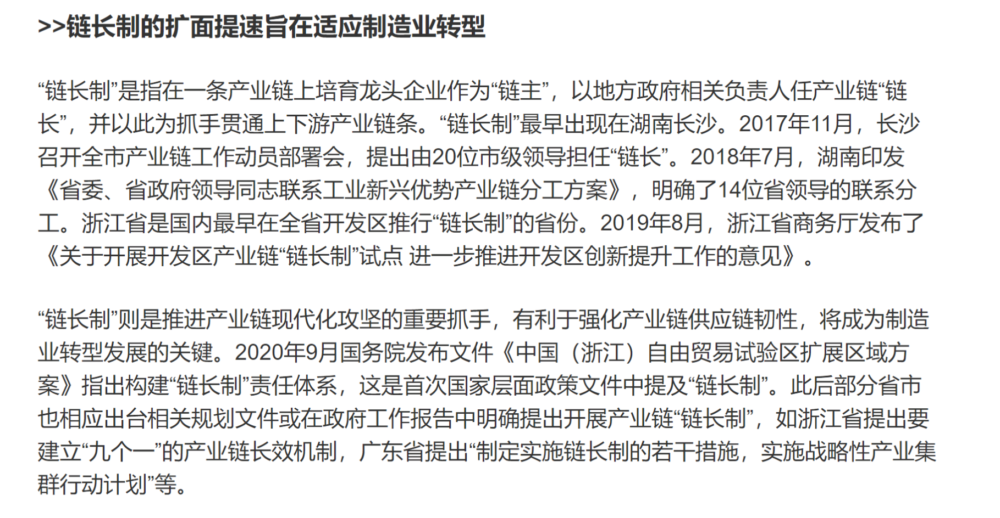 >>链长制的扩面提速旨在适应制造业转型
“链长制”是指在一条产业链上培育龙头企业作为“链主”，以地方政府相关负责人任产业链“链
长”，并以此为抓手贯通上下游产业链条。“链长制”最早出现在湖南长沙。2017年11月，长沙
召开全市产业链工作动员部署会，提出由20位市级领导担任“链长”。2018年7月，湖南印发
《省委、省政府领导同志联系工业新兴优势产业链分工方案》，明确了14位省领导的联系分
工。浙江省是国内最早在全省开发区推行“链长制”的省份。2019年8月，浙江省商务厅发布了
《关于开展开发区产业链“链长制”试点 进一步推进开发区创新提升工作的意见》。
“链长制”则是推进产业链现代化攻坚的重要抓手，有利于强化产业链供应链韧性，将成为制造
业转型发展的关键。2020年9月国务院发布文件《中国（浙江）自由贸易试验区扩展区域方
案》指出构建“链长制”责任体系，这是首次国家层面政策文件中提及“链长制”。此后部分省市
也相应出台相关规划文件或在政府工作报告中明确提出开展产业链“链长制”，如浙江省提出要
建立“九个一”的产业链长效机制，广东省提出“制定实施链长制的若干措施，实施战略性产业集
群行动计划”等。